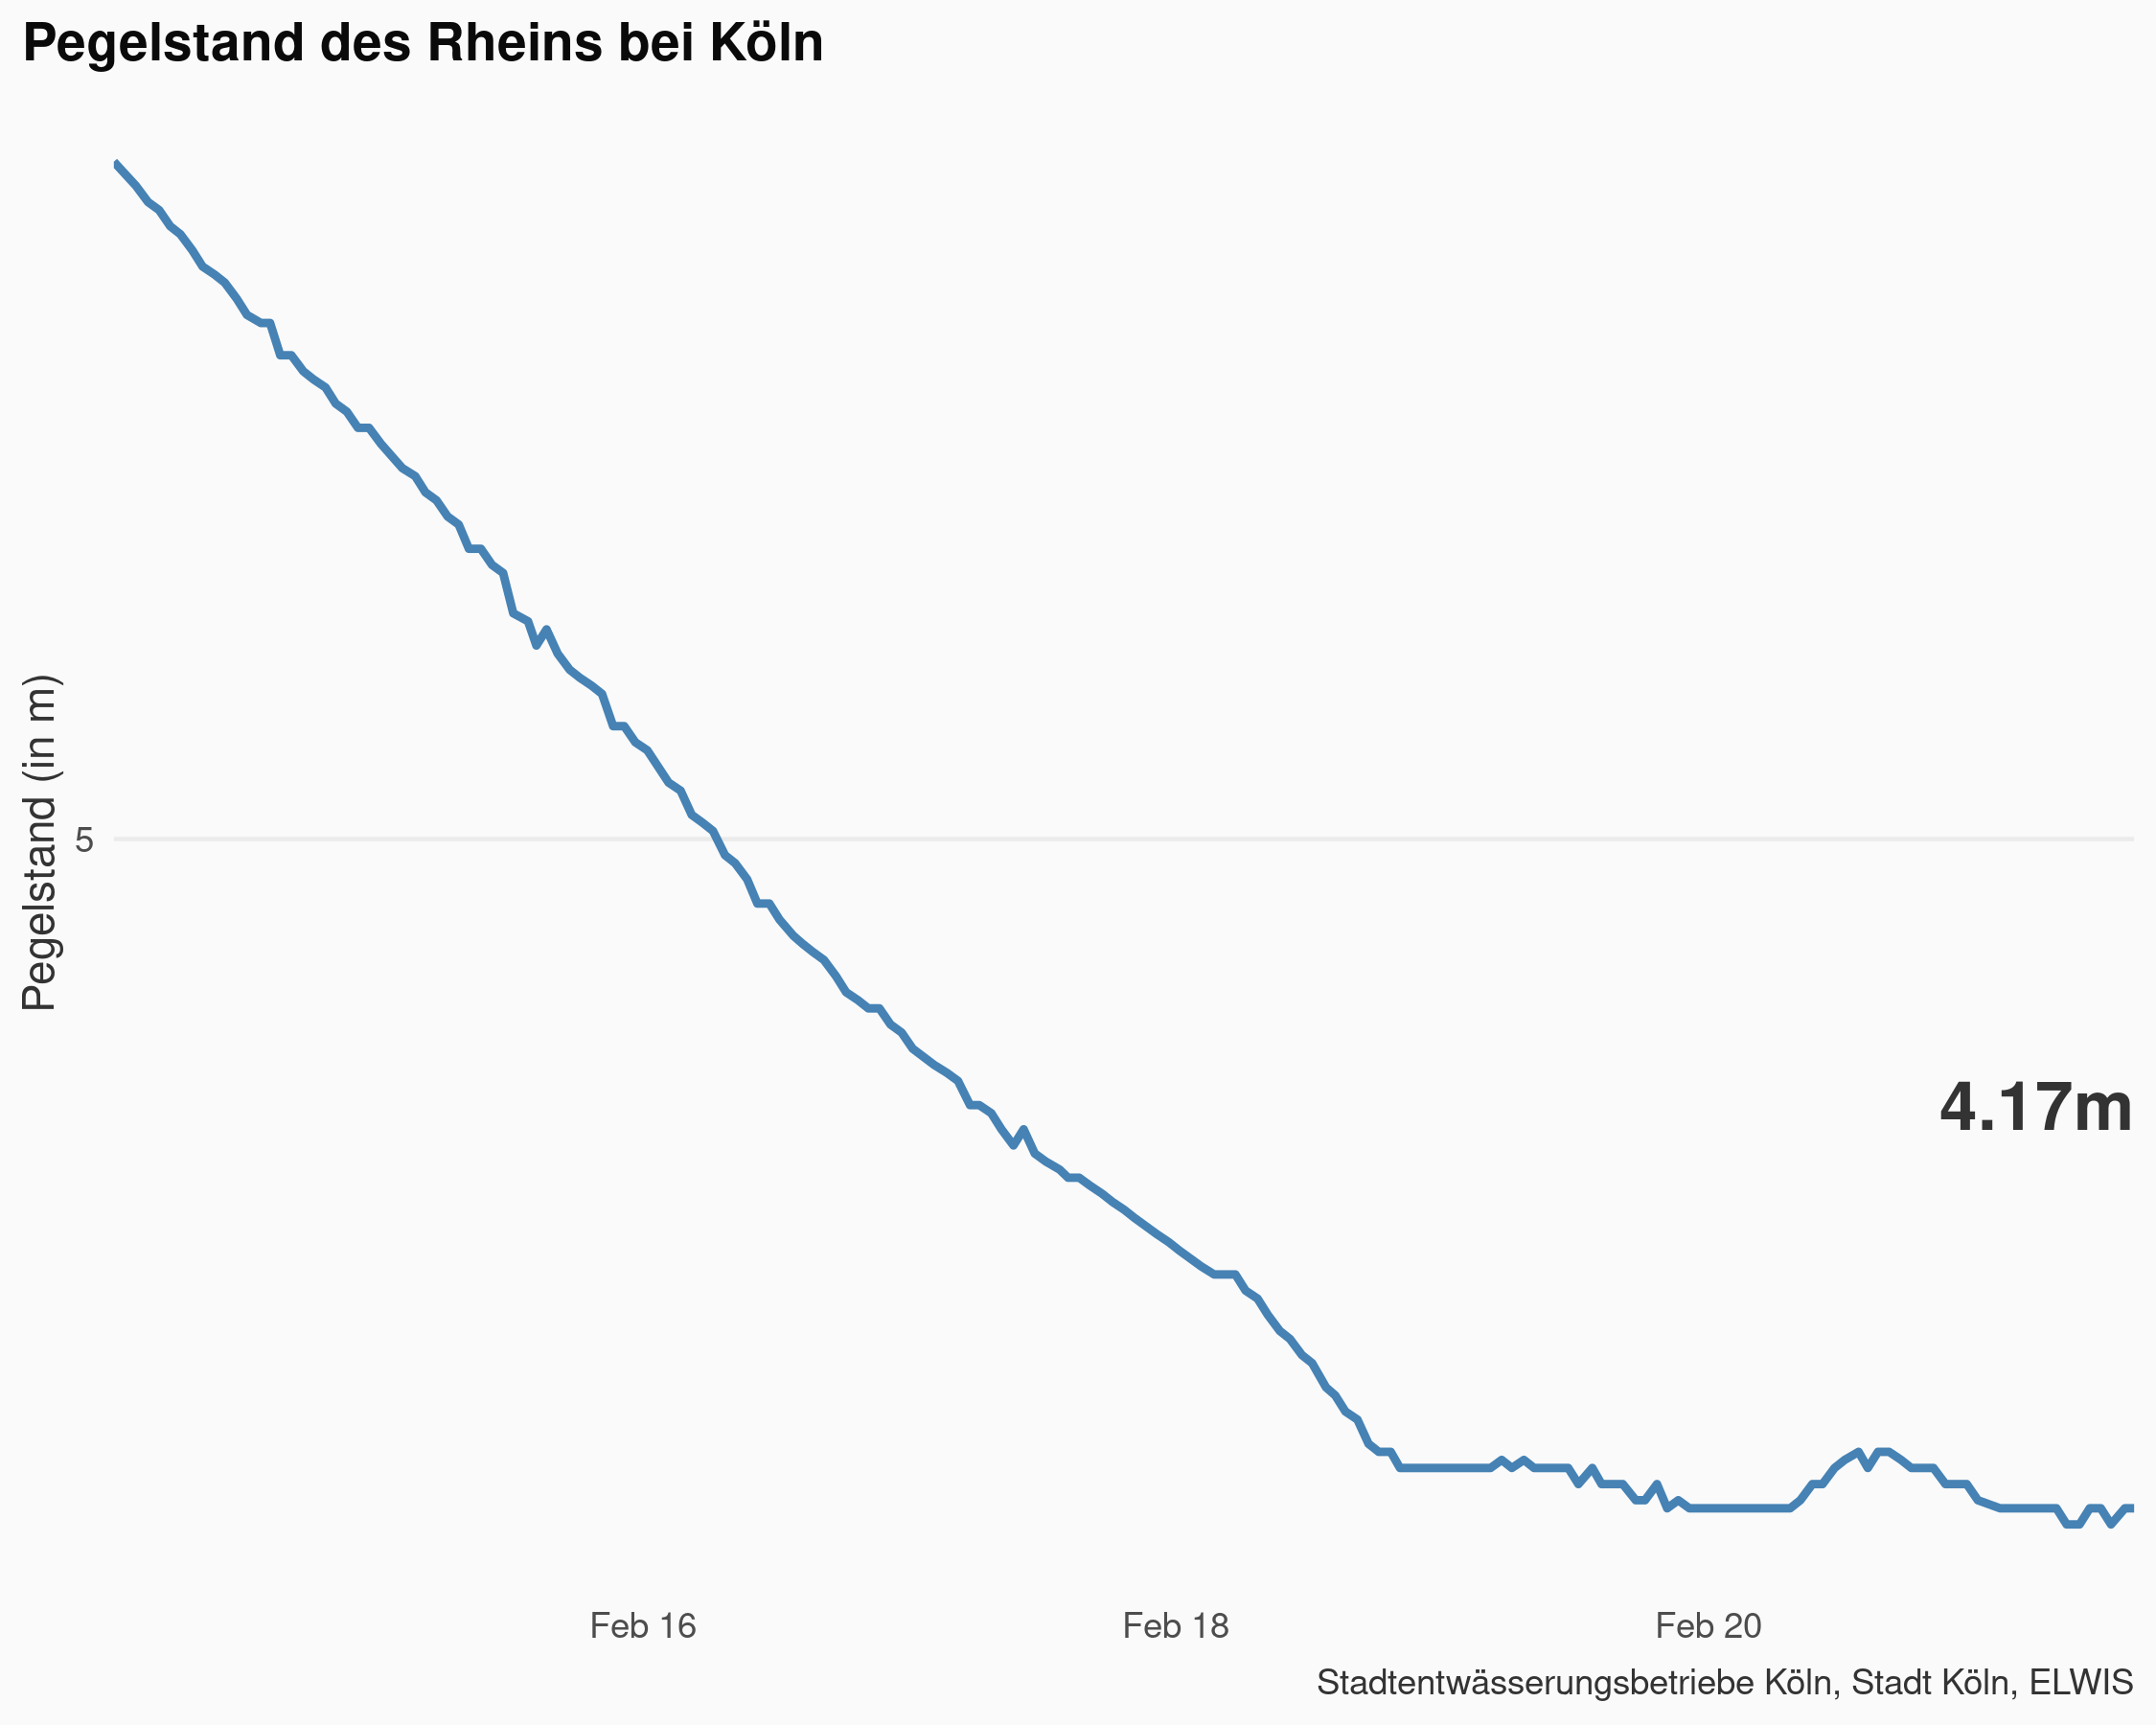 Pegelstand des Rheins bei Köln
Pegelstand (in m)
5
4.17m
Feb 16
Feb 18
Feb 20
Stadtentwässerungsbetriebe Köln, Stadt Köln, ELWIS